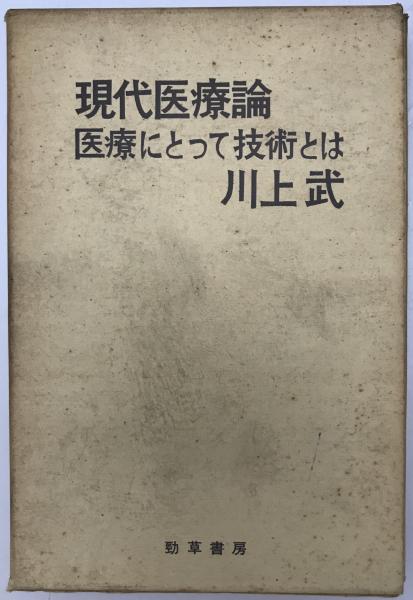 現代医療論
医療にとって技術とは
川上武
勁草書房